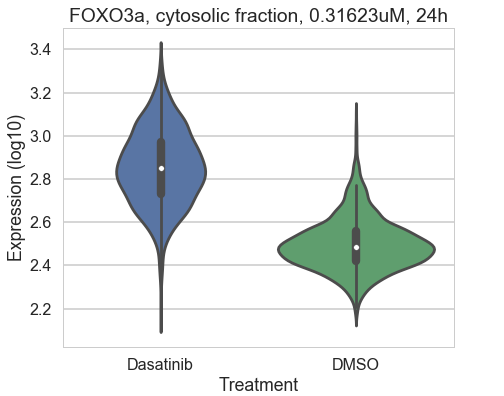 FOXO3a, cytosolic fraction, 0.31623uM, 24h
Expression (log10)
3.4
3.2
3.0
2.8
2.6
2.4
2.2
Dasatinib DMSO
Treatment